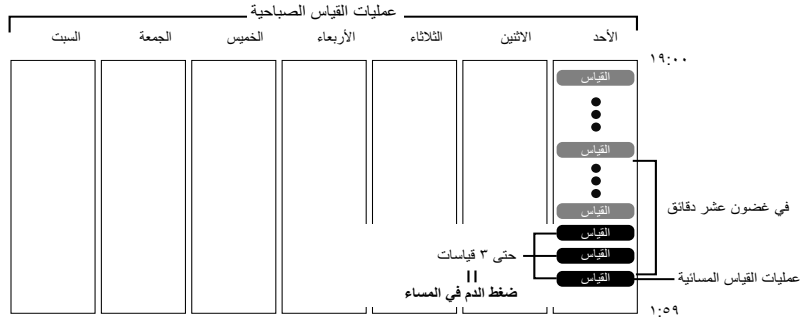 عمليات القياس الصباحية
الأحد الاثنين الثلاثاء الأربعاء الخميس الجمعة السبت
١٩:٠٠
القياس
القياس
في غضون عشر دقائق
القياس
القياس
حتى ٣ قياسات
القياس
عمليات القياس المسائية
القياس
ضغط الدم في المساء
١:٥٩